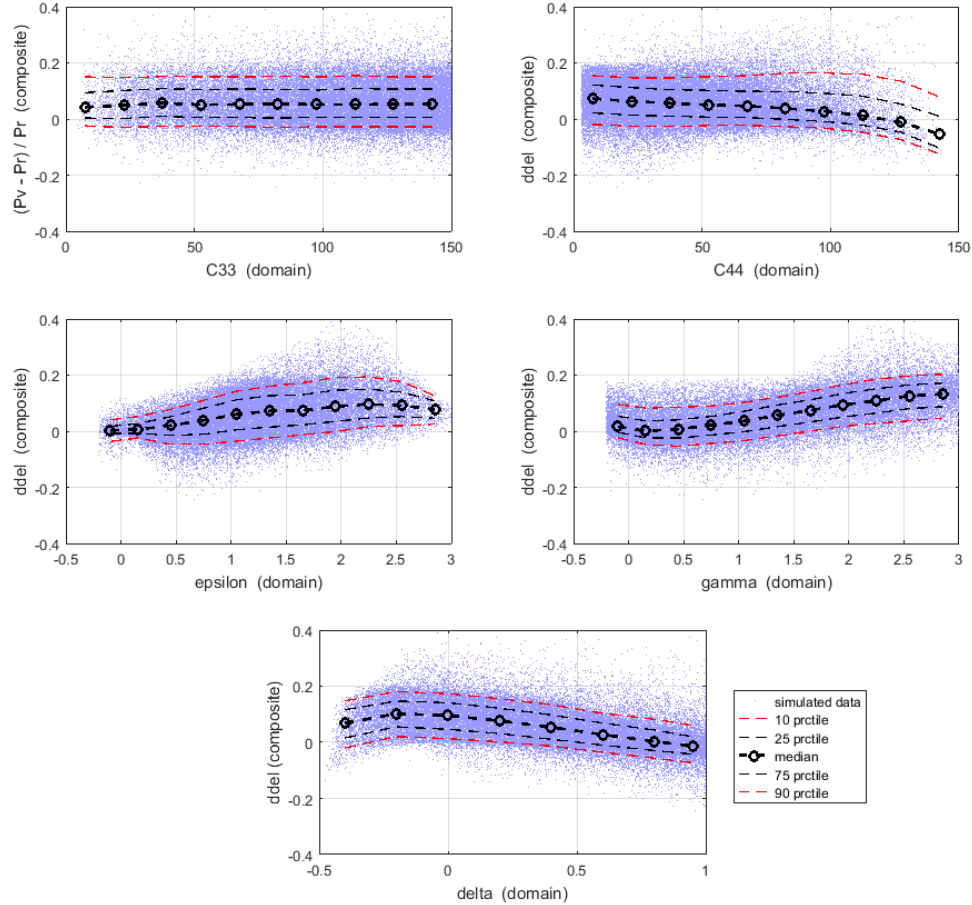 0.4
0.2
0
-0.2
-0.4
(Pv - Pr) / Pr (composite)
0 50 100 150
C33 (domain)
0.4
0.2
0
-0.2
-0.4
ddel (composite)
0 50 100 150
C44 (domain)
0.4
0.2
0
-0.2
-0.4
ddel (composite)
-0.5 0 0.5 1 1.5 2 2.5 3
epsilon (domain)
0.4
0.2
0
-0.2
-0.4
ddel (composite)
-0.5 0 0.5 1 1.5 2 2.5 3
gamma (domain)
0.4
0.2
0
-0.2
-0.4
ddel (composite)
-0.5 0 0.5 1
delta (domain)
simulated data
10 prctile
25 prctile
median
75 prctile
90 prctile